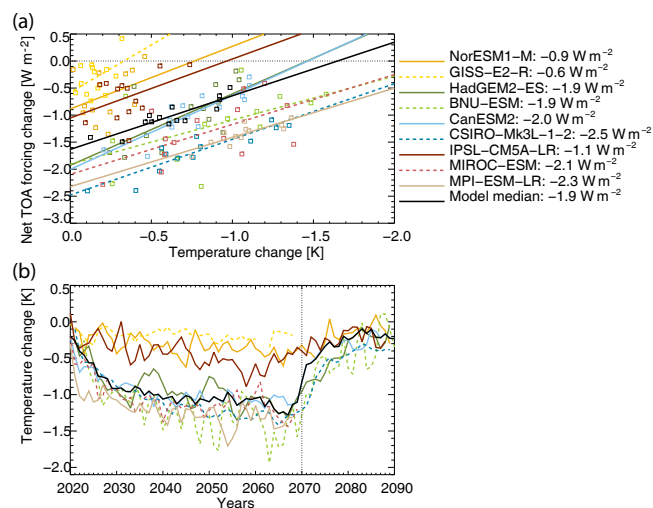 (a)
0.5
0.0
−0.5
−1.0
−1.5
−2.0
−2.5
−3.0
Net TOA forcing change [W m−2]
0.0 −0.5 −1.0 −1.5 −2.0
Temperature change [K]
NorESM1-M: −0.9 W m−2
GISS-E2-R: −0.6 W m−2
HadGEM2-ES: −1.9 W m−2
BNU-ESM: −1.9 W m−2
CanESM2: −2.0 W m−2
CSIRO-Mk3L-1-2: −2.5 W m−2
IPSL-CM5A-LR: −1.1 W m−2
MIROC-ESM: −2.1 W m−2
MPI-ESM-LR: −2.3 W m−2
Model median: −1.9 W m−2
(b)
0.5
0.0
−0.5
−1.0
−1.5
−2.0
Temperature change [K]
2020 2030 2040 2050 2060 2070 2080 2090
Years